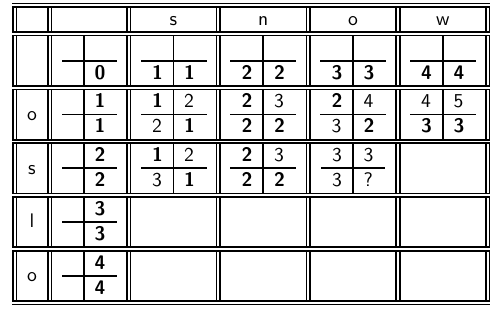 s n o w
0 1 1 2 2 3 3 4 4
o 1 1 2 2 3 2 4 4 5
1 2 1 2 2 3 2 3 3
s 2 1 2 2 3 3 3
2 3 1 2 2 3 ?
l 3
3
o 4
4